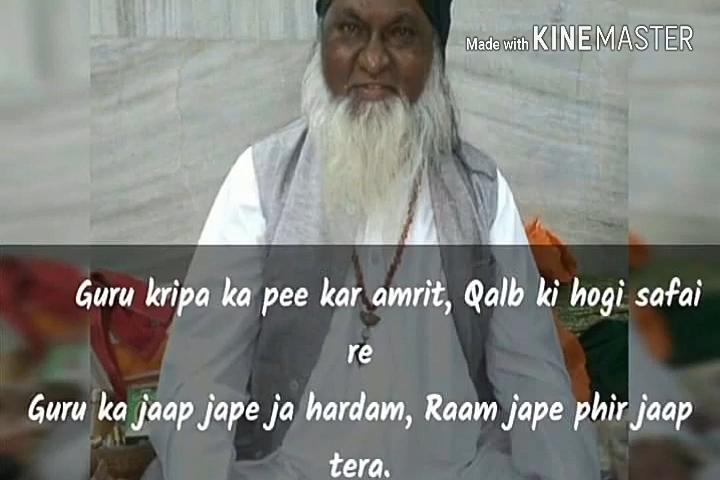 Made with KINEMASTER
Guru kripa ka pee kar amrit, Qalb ki hogi safai
re
Guru ka jaap jape ja hardam, Raam jape phir jaap
tera.